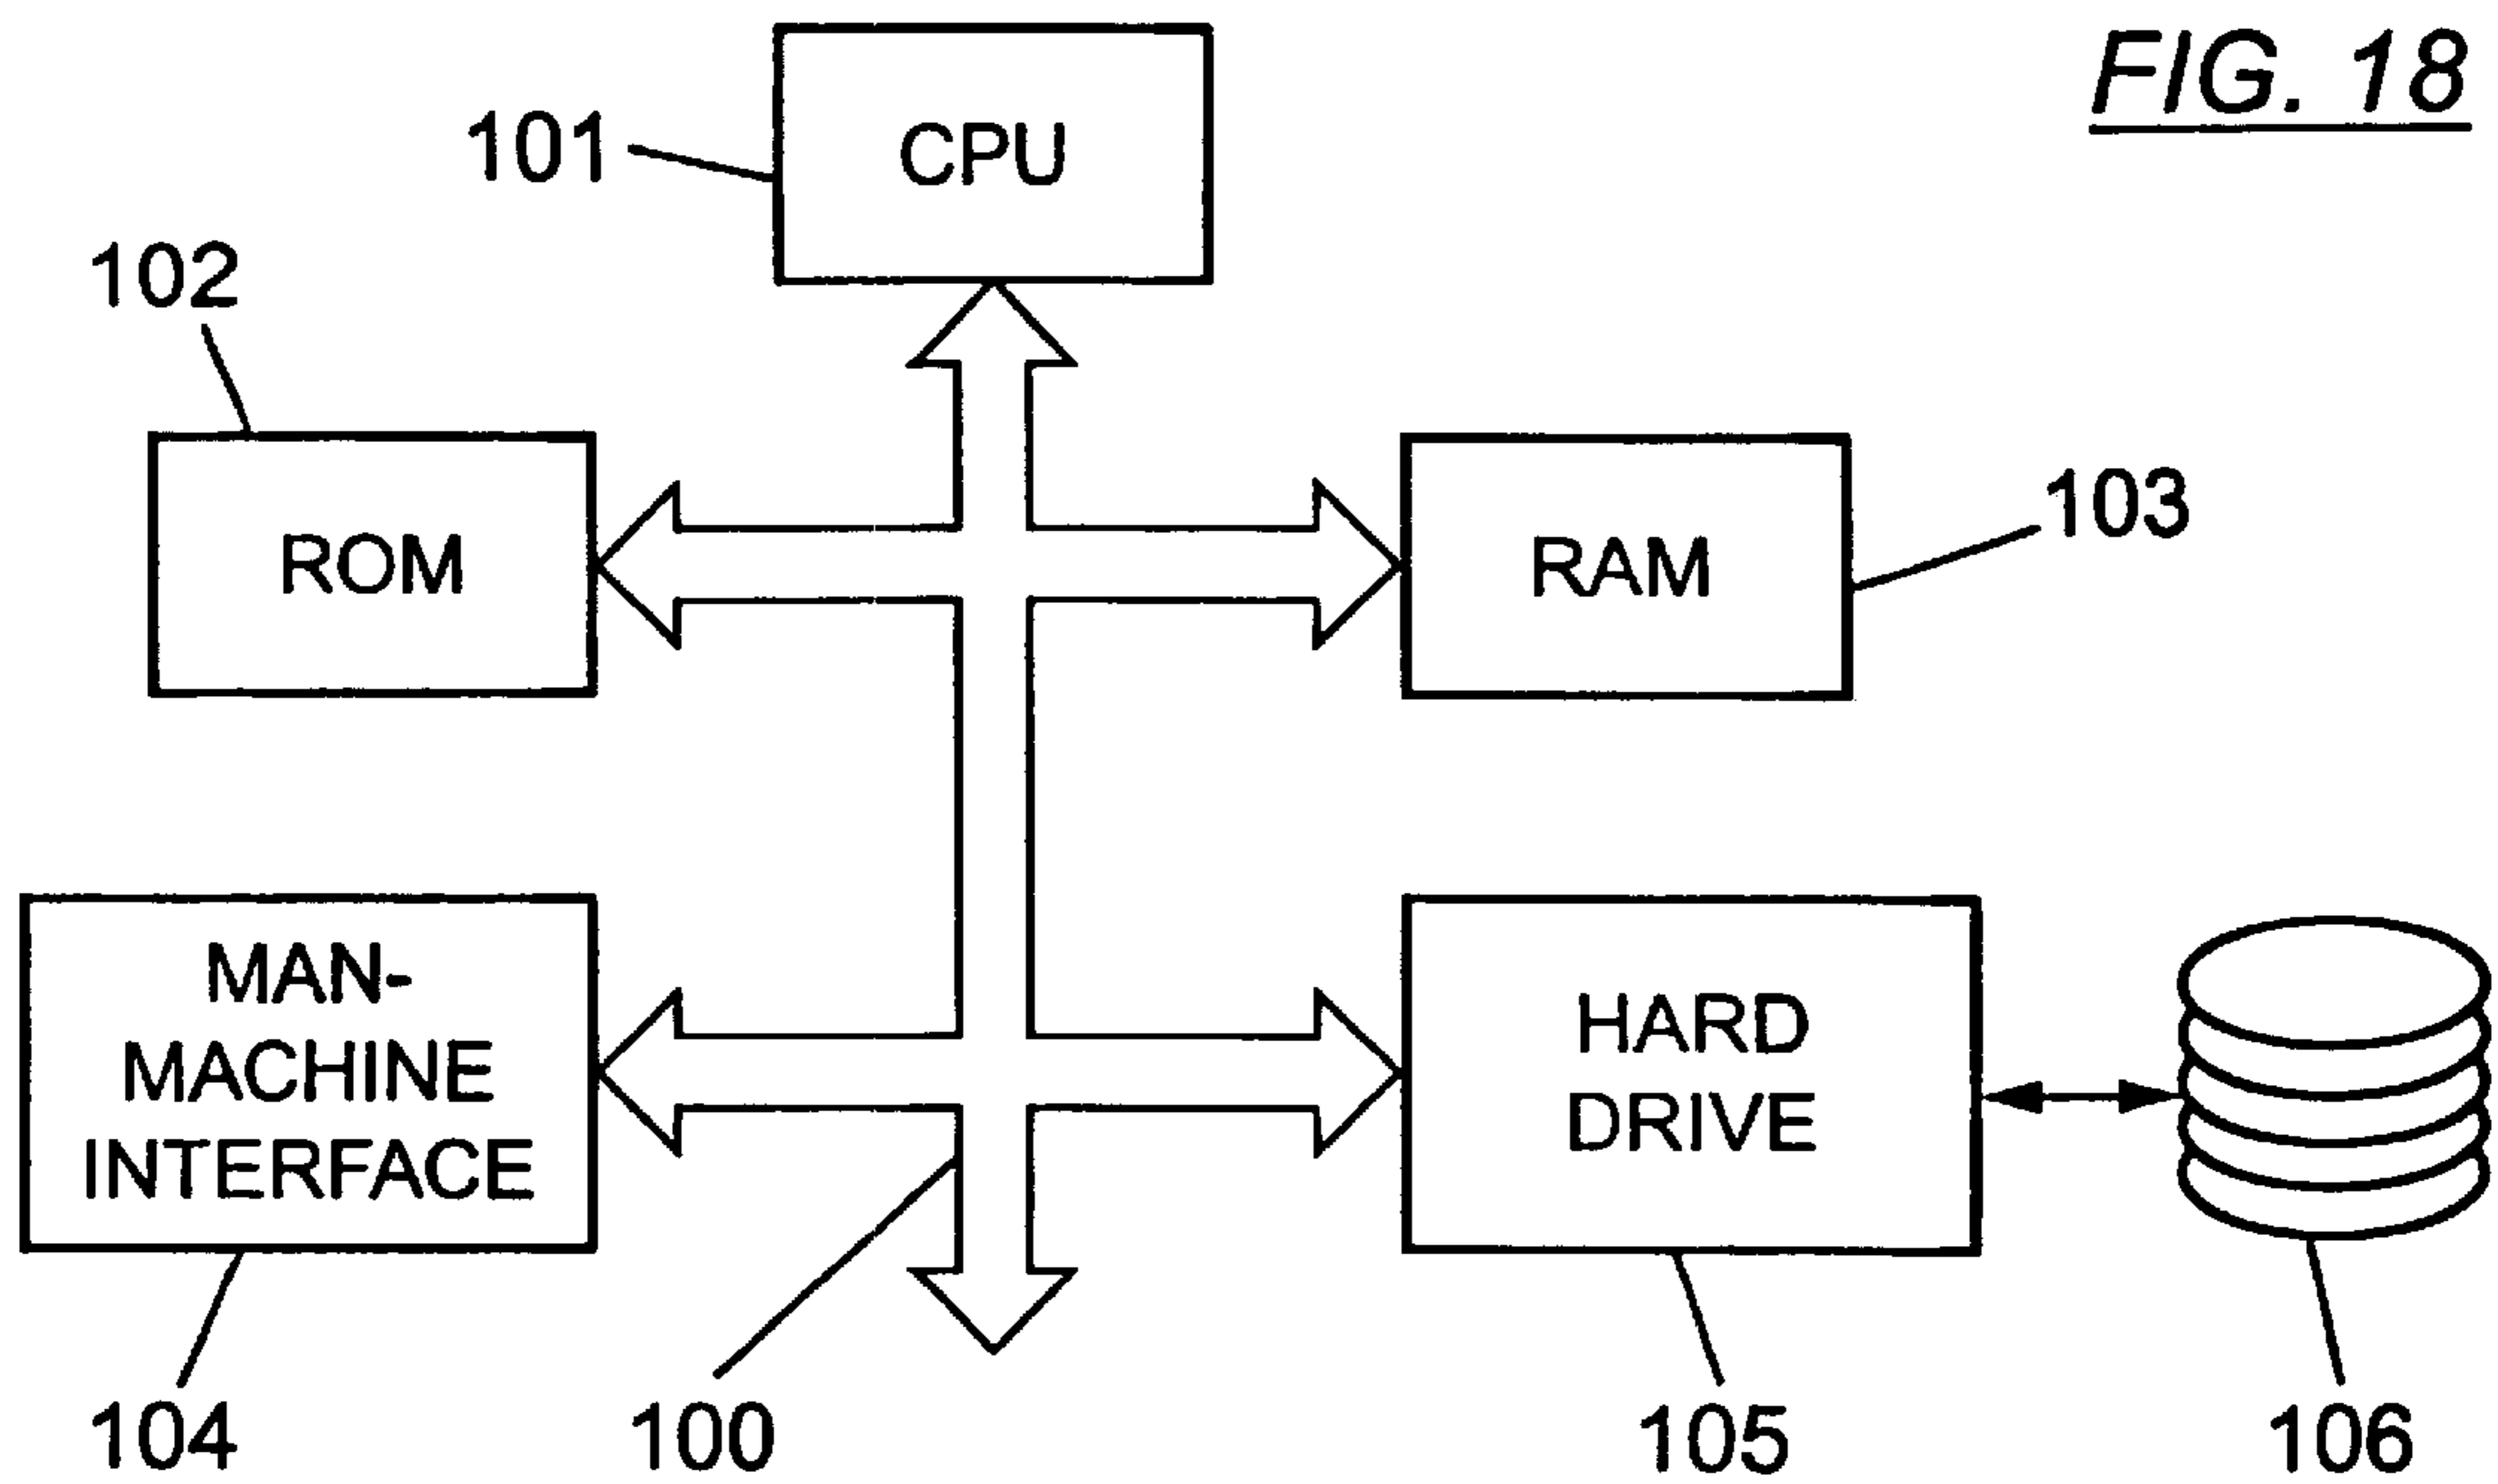 FIG. 18
CPU
101
102
ROM
RAM
103
MAN-
MACHINE
INTERFACE
HARD
DRIVE
104
100
105
106